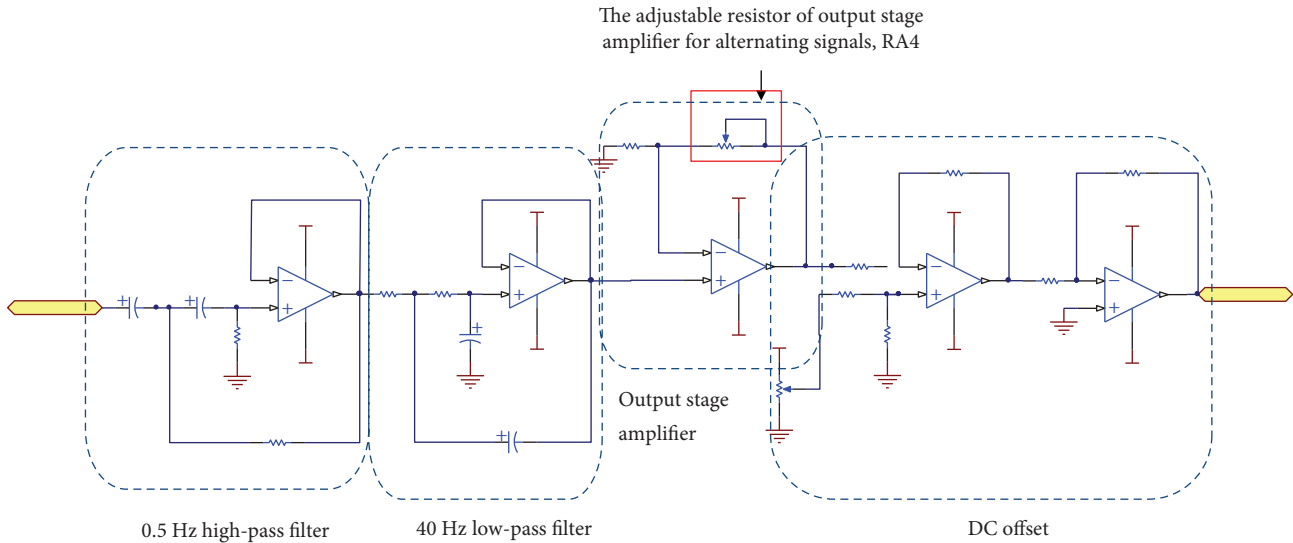 The adjustable resistor of output stage
amplifier for alternating signals, RA4
Output stage
amplifier
0.5 Hz high-pass filter
40 Hz low-pass filter
DC offset